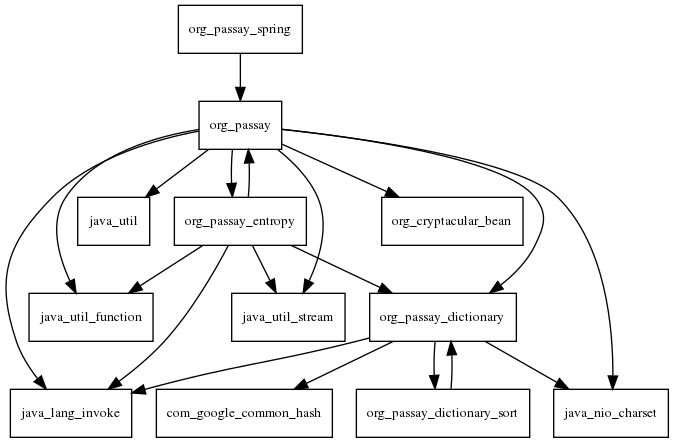 org_passay_spring
org_passay
java_util
org_passay_entropy
org_cryptacular_bean
java_util_function
java_util_stream
org_passay_dictionary
java_lang_invoke
com_google_common_hash
org_passay_dictionary_sort
java_nio_charset